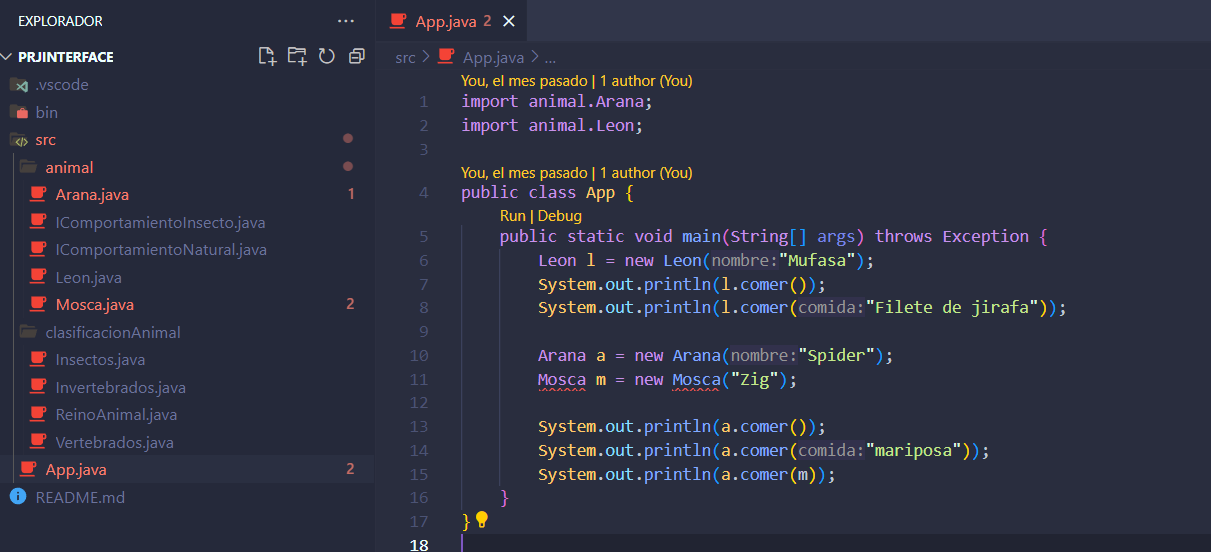 EXPLORADOR ...
PRJINTERFACE
.vscode
bin
src
animal
Arana.java 1
IComportamientoInsecto.java
IComportamientoNatural.java
Leon.java
Mosca.java 2
clasificacionAnimal
Insectos.java
Invertebrados.java
ReinoAnimal.java
Vertebrados.java
App.java 2
README.md
App.java 2
src > App.java > ...
You, el mes pasado | 1 author (You)
1 import animal.Arana;
2 import animal.Leon;
3
You, el mes pasado | 1 author (You)
4 public class App {
Run | Debug
5 public static void main(String[] args) throws Exception {
6 Leon l = new Leon(nombre:"Mufasa");
7 System.out.println(l.comer());
8 System.out.println(l.comer(comida:"Filete de jirafa"));
9
10 Arana a = new Arana(nombre:"Spider");
11 Mosca m = new Mosca("Zig");
12
13 System.out.println(a.comer());
14 System.out.println(a.comer(comida:"mariposa"));
15 System.out.println(a.comer(m));
16 }
17 }
18